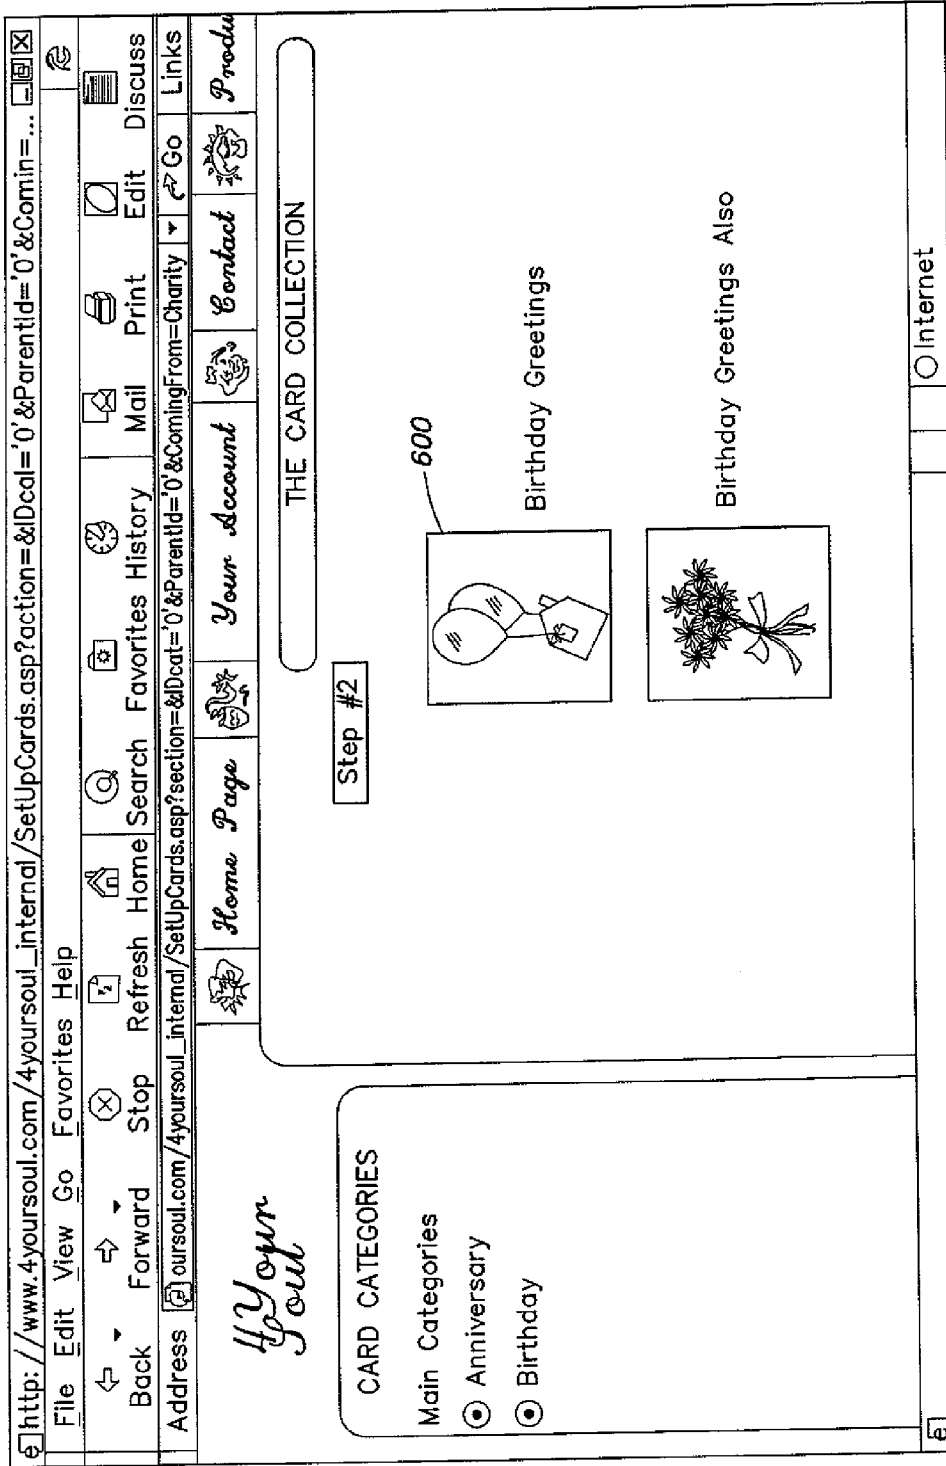 http: //www.4yoursoul.com/4yoursoul_internal/SetUpCards.asp?action=&IDcal='0'&ParentId='0'&Comin=...
File Edit View Go Favorites Help
Back Forward Stop Refresh Home Search Favorites History Mail Print Edit Discuss
Address oursoul.com/4yoursoul_internal/SetUpCards.asp?section=&IDcat='0'&ParentId='0'&ComingFrom=Charity Go Links
Home Page Your Account Contact Produ
4 Your
Soul
THE CARD COLLECTION
Step #2
CARD CATEGORIES
Main Categories
Anniversary
Birthday
600
Birthday Greetings
Birthday Greetings Also
Internet